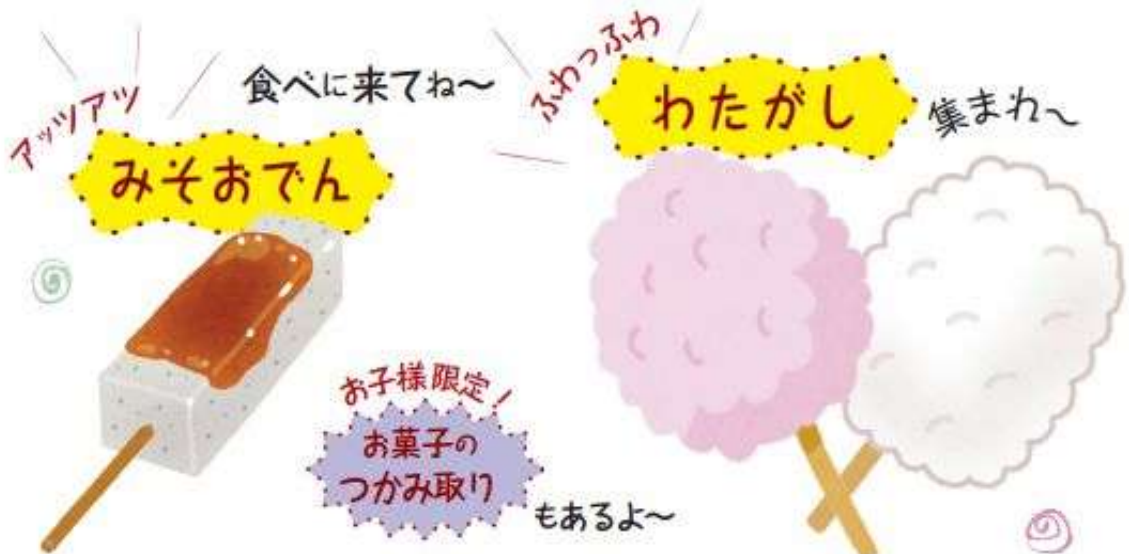 アッツアツ
みそおでん
食べに来てね～
ふわっふわ
わたがし
集まれ～
お子様限定！
お菓子の
つかみ取り
もあるよ～